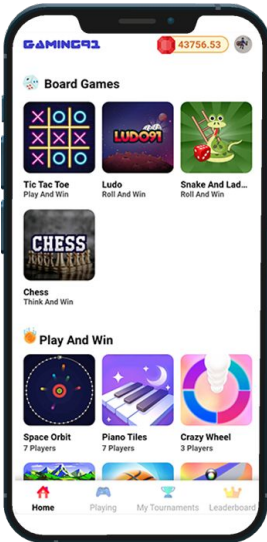 GAMING91
43756.53
Board Games
LUDO91
CHESS
Tic Tac Toe
Ludo
Snake And Lad...
Play And Win
Roll And Win
Roll And Win
Chess
Think And Win
Play And Win
Space Orbit
Piano Tiles
Crazy Wheel
7 Players
7 Players
3 Players
Home
Playing
My Tournaments
Leaderboard